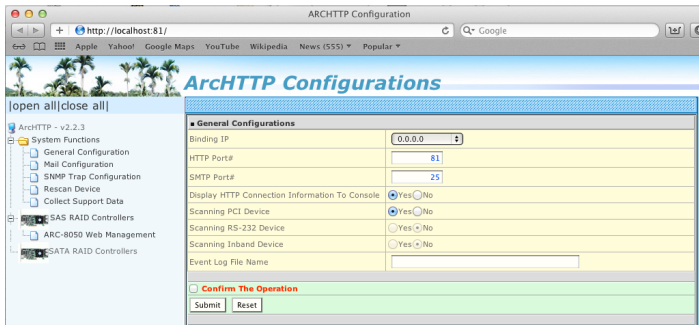 ARCHTTP Configuration
http://localhost:81/
Google
Apple Yahoo! Google Maps YouTube Wikipedia News (555) Popular
ArcHTTP Configurations
|open all|close all|
ArcHTTP - v2.2.3
System Functions
General Configuration
Mail Configuration
SNMP Trap Configuration
Rescan Device
Collect Support Data
SAS RAID Controllers
ARC-8050 Web Management
SATA RAID Controllers
General Configurations
Binding IP 0.0.0.0
HTTP Port# 81
SMTP Port# 25
Display HTTP Connection Information To Console Yes No
Scanning PCI Device Yes No
Scanning RS-232 Device Yes No
Scanning Inband Device Yes No
Event Log File Name
Confirm The Operation
Submit Reset